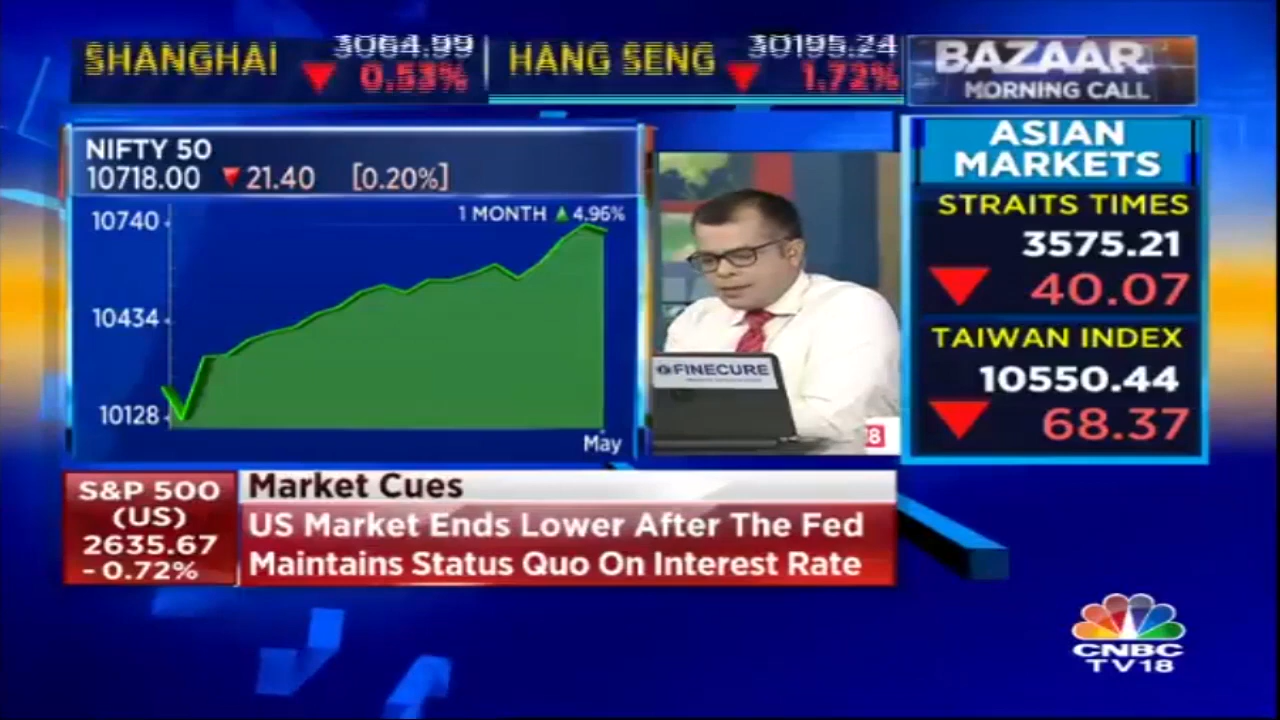 SHANGHAI
3064.99
0.53%
HANG SENG
30195.24
1.72%
BAZAAR
MORNING CALL
NIFTY 50
10718.00 21.40 [0.20%]
1 MONTH 4.96%
10740
10434
10128
May
FINECURE
18
ASIAN
MARKETS
STRAITS TIMES
3575.21
40.07
TAIWAN INDEX
10550.44
68.37
S&P 500
(US)
2635.67
- 0.72%
Market Cues
US Market Ends Lower After The Fed
Maintains Status Quo On Interest Rate
CNBC
TV18